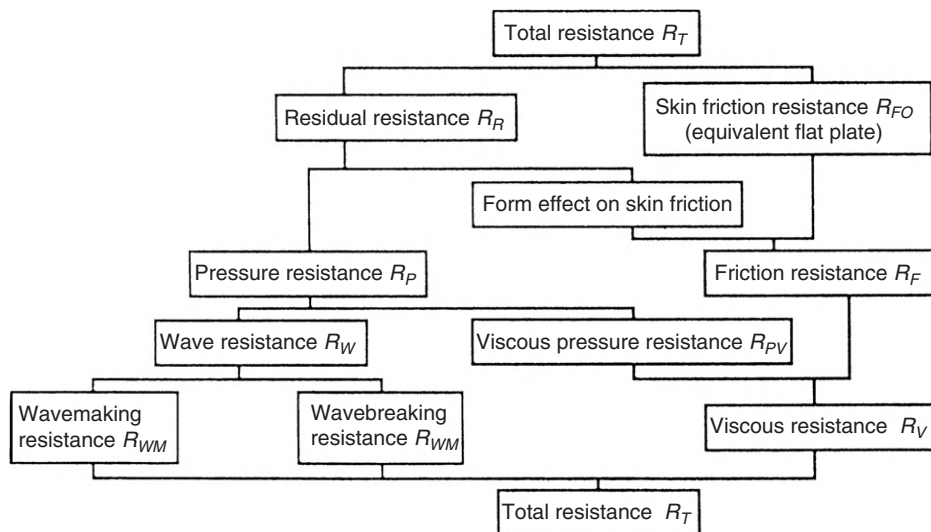 Total resistance R_T
Residual resistance R_R
Skin friction resistance R_FO
(equivalent flat plate)
Form effect on skin friction
Pressure resistance R_P
Friction resistance R_F
Wave resistance R_W
Viscous pressure resistance R_PV
Wavemaking
resistance R_WM
Wavebreaking
resistance R_WM
Viscous resistance R_V
Total resistance R_T